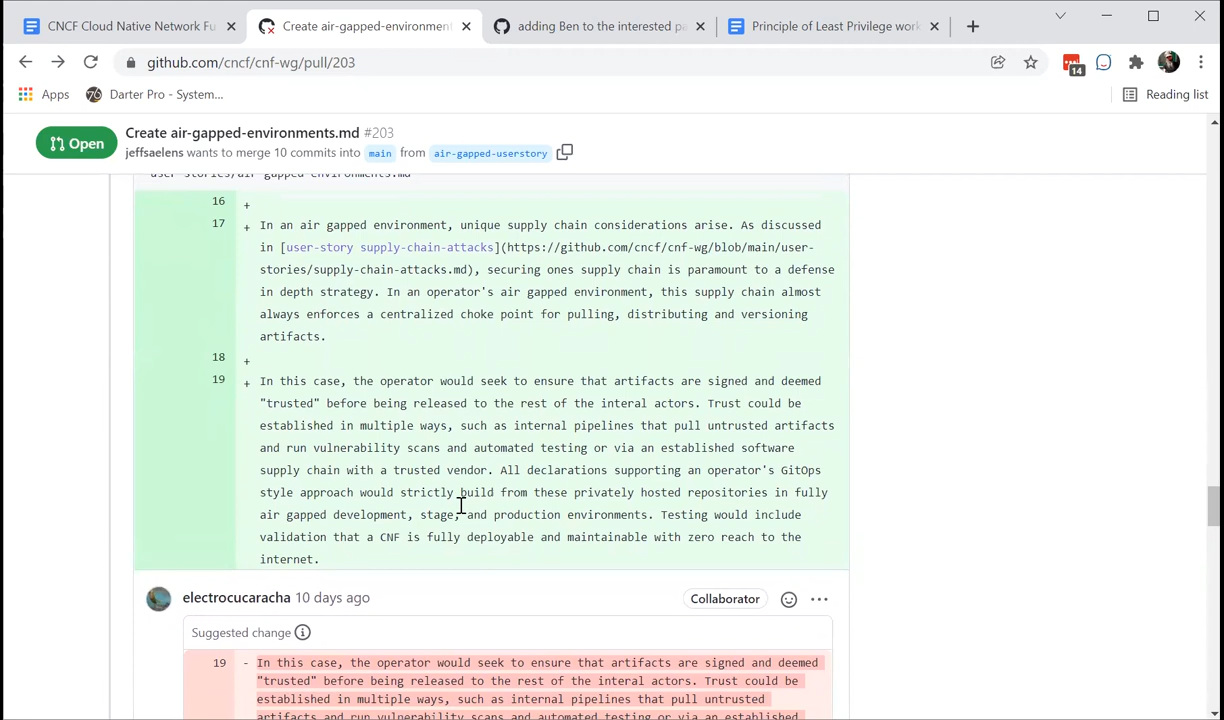 CNCF Cloud Native Network Fu
Create air-gapped-environment
adding Ben to the interested pa
Principle of Least Privilege work
github.com/cncf/cnf-wg/pull/203
14
Apps
Darter Pro - System...
Reading list
Open
Create air-gapped-environments.md #203
jeffsaelens wants to merge 10 commits into main from air-gapped-userstory
user-stories/air-gapped-environments.md
16 +
17 + In an air gapped environment, unique supply chain considerations arise. As discussed
in [user-story supply-chain-attacks](https://github.com/cncf/cnf-wg/blob/main/user-
stories/supply-chain-attacks.md), securing ones supply chain is paramount to a defense
in depth strategy. In an operator's air gapped environment, this supply chain almost
always enforces a centralized choke point for pulling, distributing and versioning
artifacts.
18 +
19 + In this case, the operator would seek to ensure that artifacts are signed and deemed
"trusted" before being released to the rest of the interal actors. Trust could be
established in multiple ways, such as internal pipelines that pull untrusted artifacts
and run vulnerability scans and automated testing or via an established software
supply chain with a trusted vendor. All declarations supporting an operator's GitOps
style approach would strictly build from these privately hosted repositories in fully
air gapped development, stage, and production environments. Testing would include
validation that a CNF is fully deployable and maintainable with zero reach to the
internet.
electrocucaracha 10 days ago
Collaborator
Suggested change
19 - In this case, the operator would seek to ensure that artifacts are signed and deemed
"trusted" before being released to the rest of the interal actors. Trust could be
established in multiple ways, such as internal pipelines that pull untrusted
artifacts and run vulnerability scans and automated testing or via an established